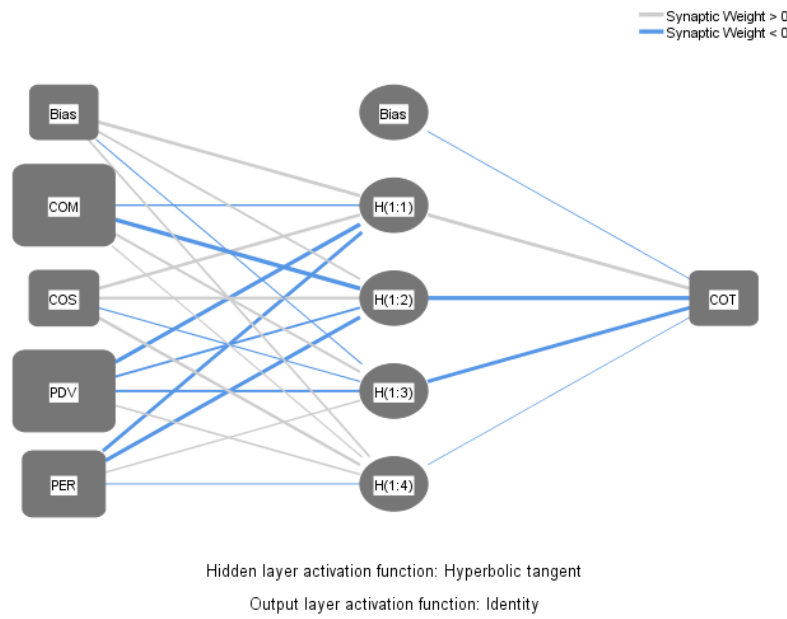 Synaptic Weight > 0
Synaptic Weight < 0
Bias
Bias
COM
H(1:1)
COS
H(1:2)
COT
PDV
H(1:3)
PER
H(1:4)
Hidden layer activation function: Hyperbolic tangent
Output layer activation function: Identity